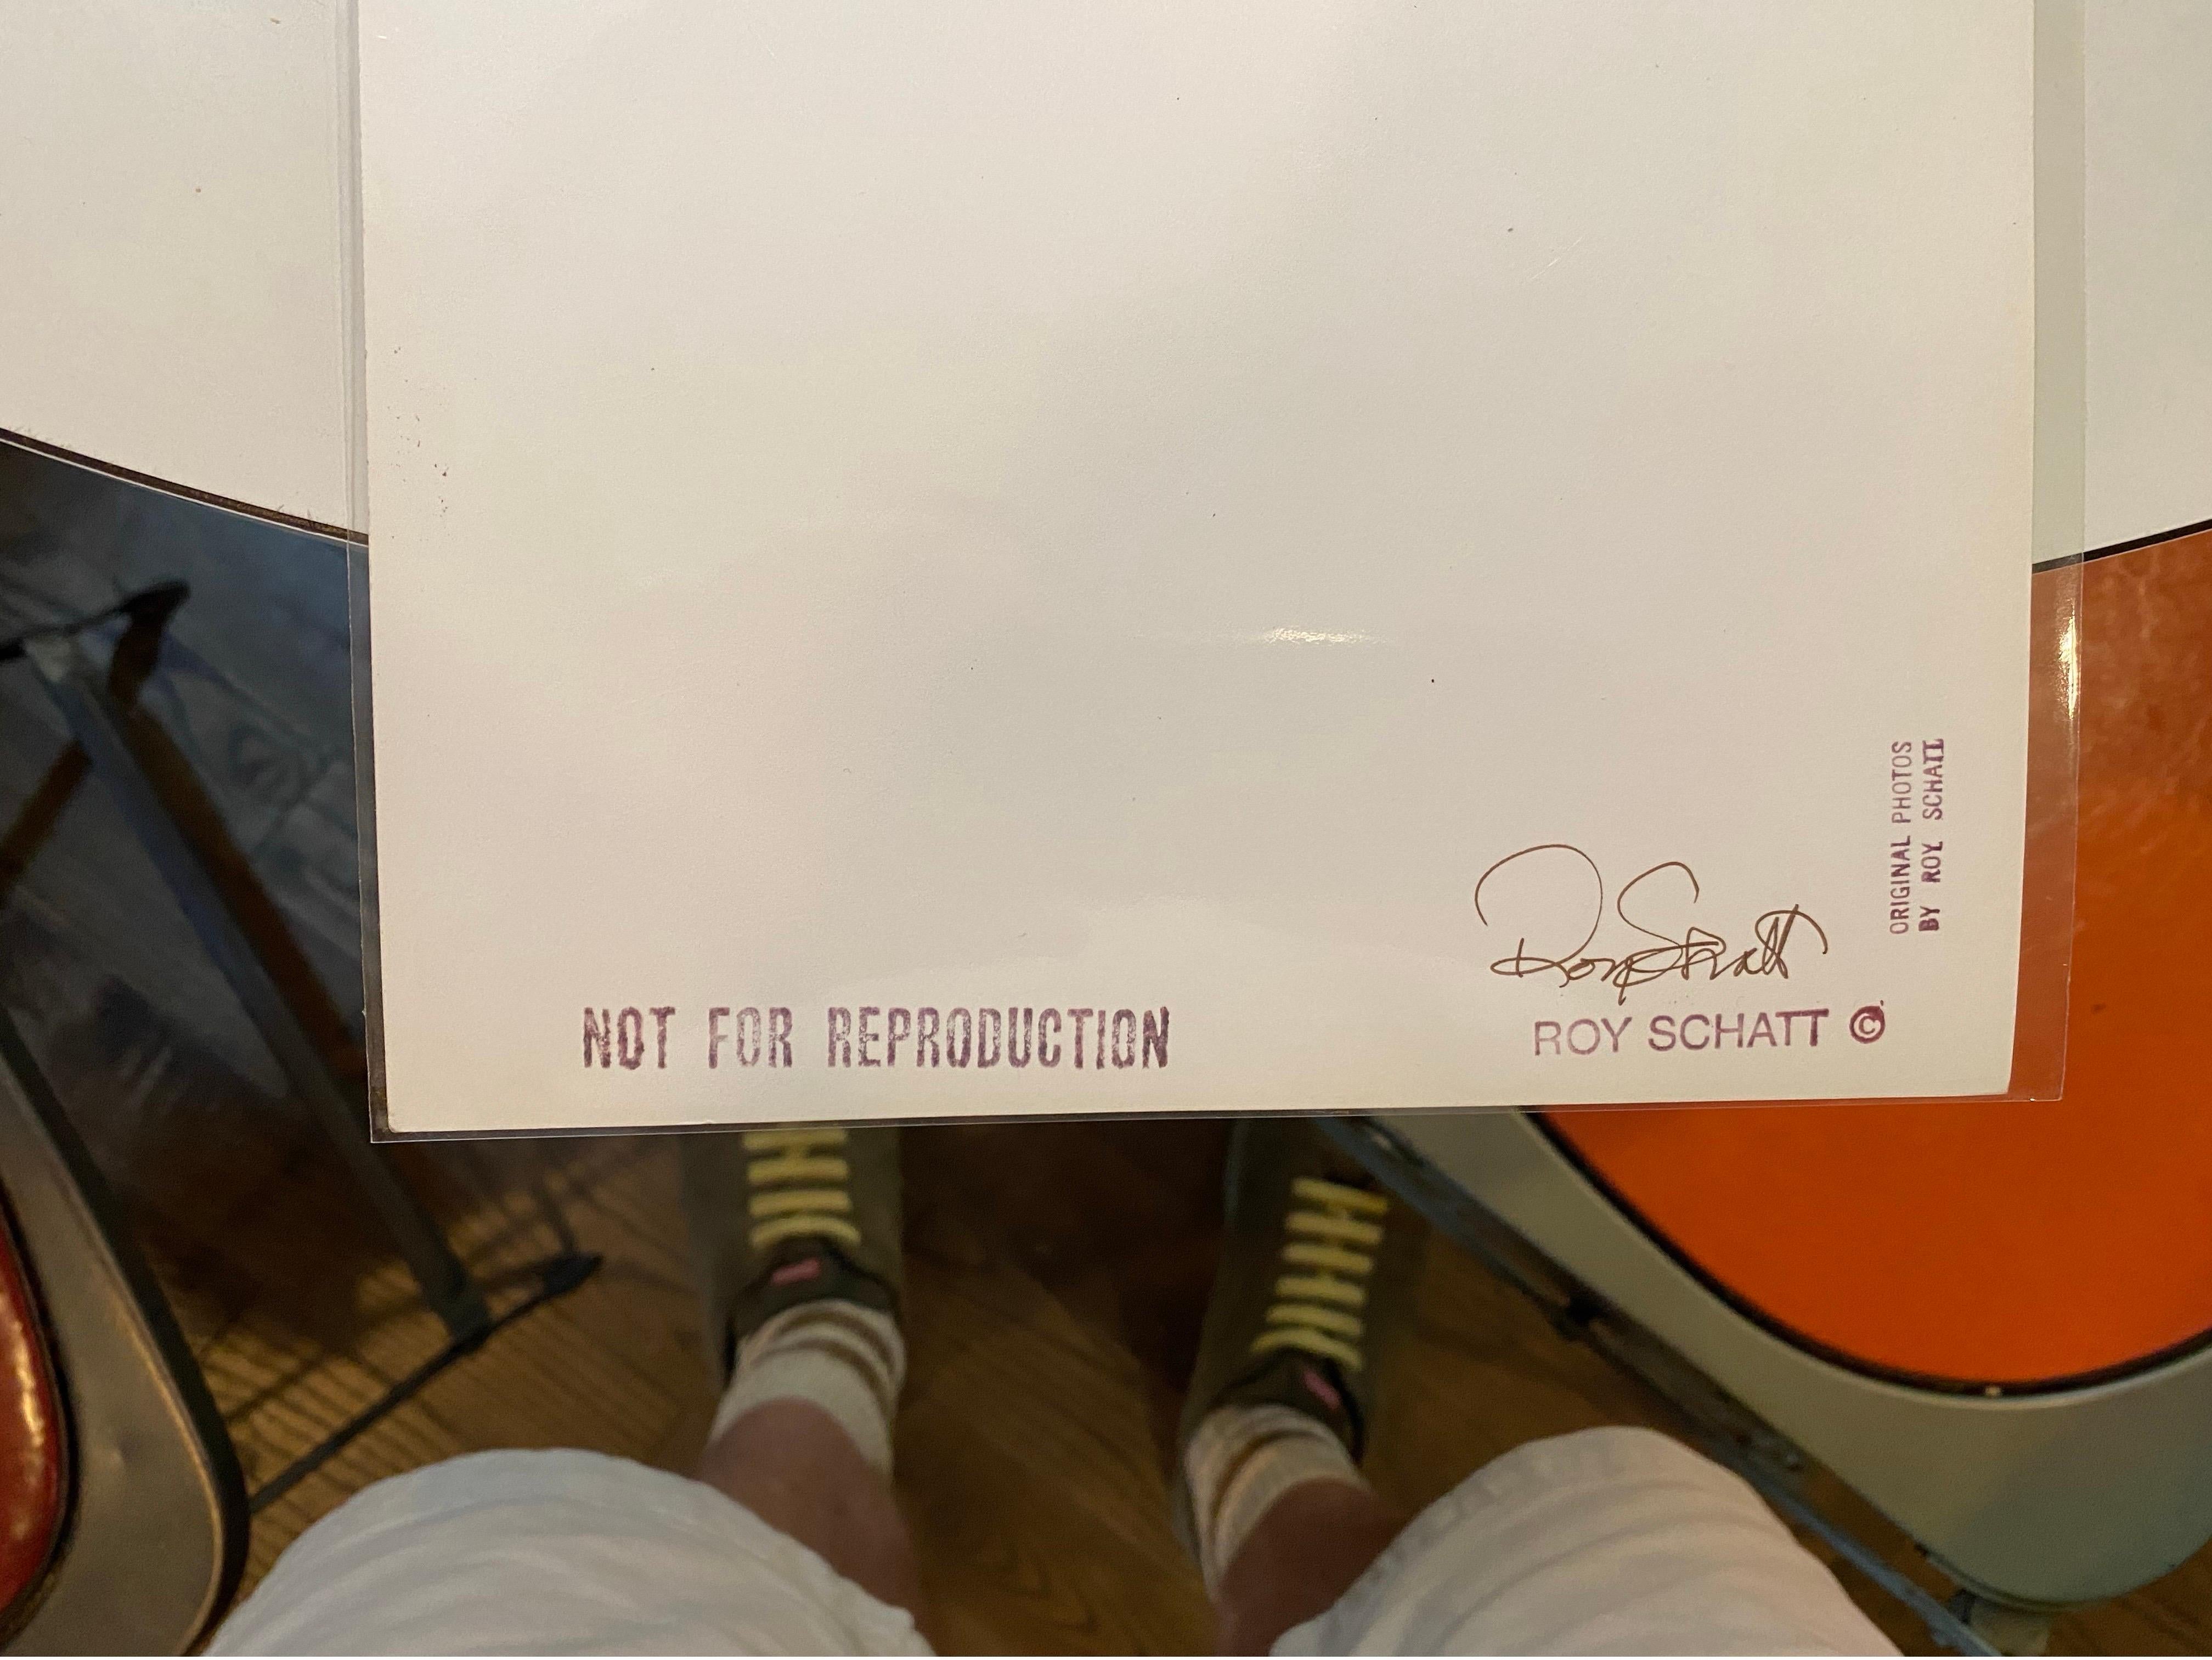 ORIGINAL PHOTOS
BY ROY SCHATT
Roy Schatt
NOT FOR REPRODUCTION
ROY SCHATT ©